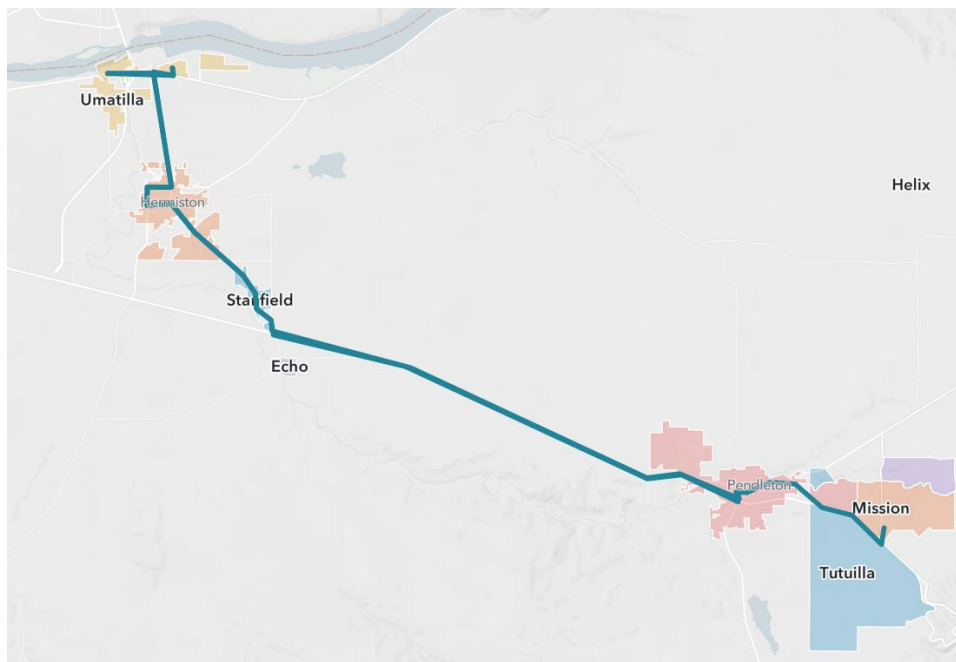 Umatilla
Helix
Hermiston
Stanfield
Echo
Pendleton
Mission
Tutuilla